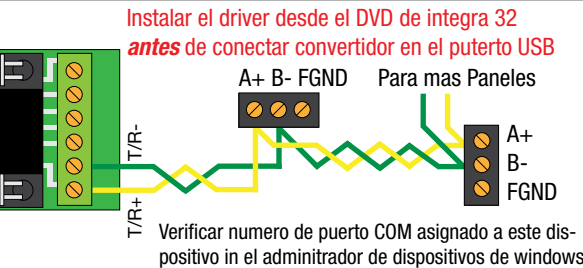 Instalar el driver desde el DVD de integra 32
antes de conectar convertidor en el puterto USB
A+ B- FGND
Para mas Paneles
T/R-
T/R+
A+
B-
FGND
Verificar numero de puerto COM asignado a este dis-
positivo in el adminitrador de dispositivos de windows